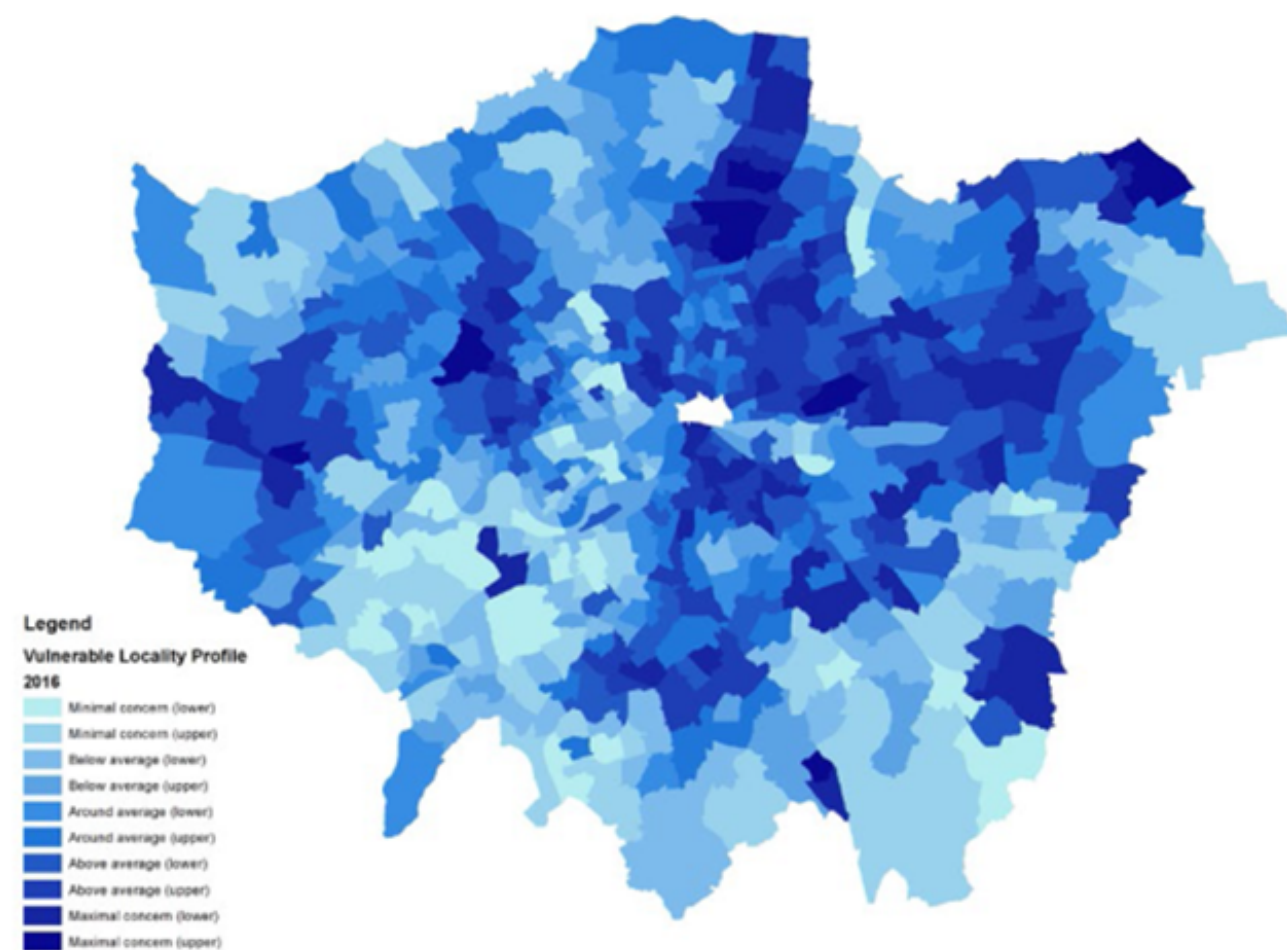 Legend
Vulnerable Locality Profile
2016
Minimal concern (lower)
Minimal concern (upper)
Below average (lower)
Below average (upper)
Around average (lower)
Around average (upper)
Above average (lower)
Above average (upper)
Maximal concern (lower)
Maximal concern (upper)